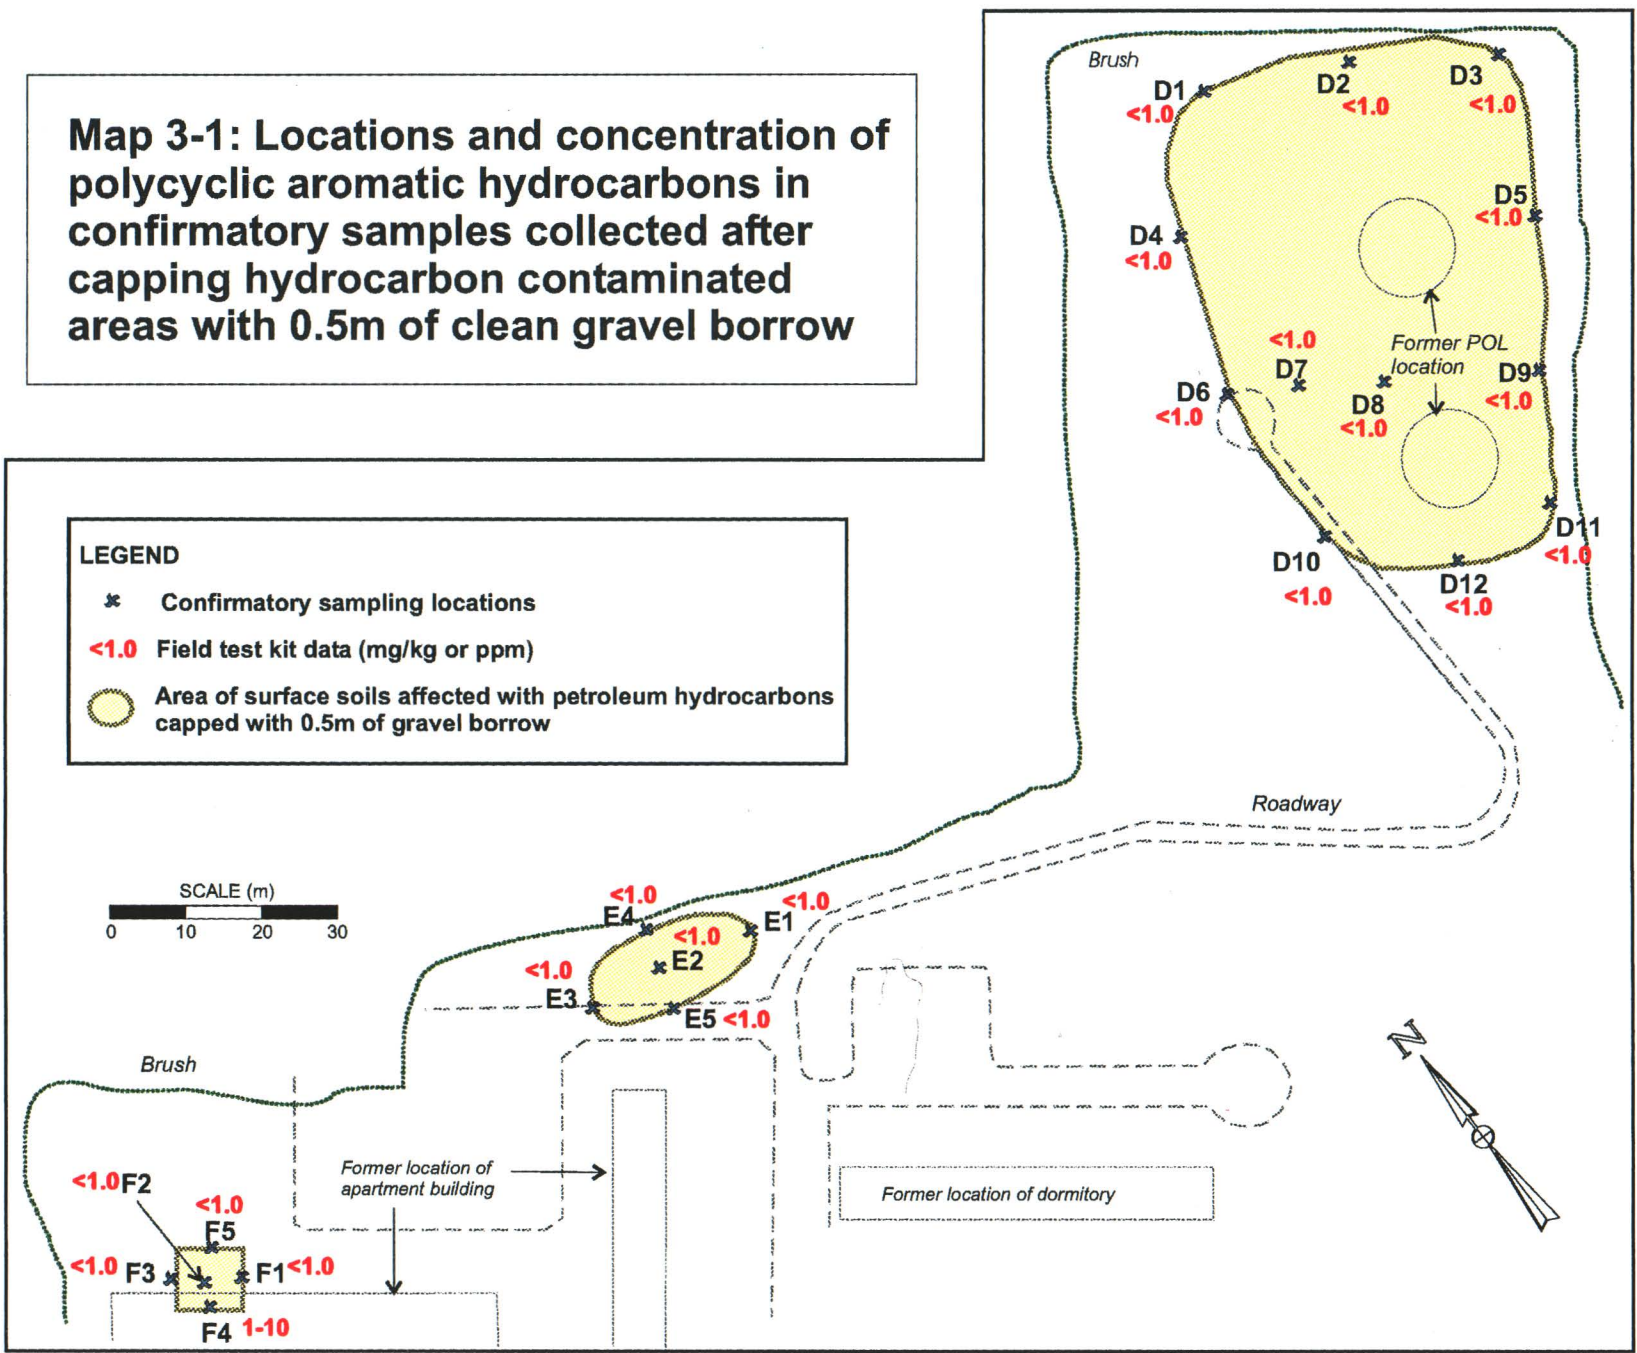 Map 3-1: Locations and concentration of
polycyclic aromatic hydrocarbons in
confirmatory samples collected after
capping hydrocarbon contaminated
areas with 0.5m of clean gravel borrow
Brush
D1
<1.0
D2
<1.0
D3
<1.0
D4
<1.0
D5
<1.0
Former POL
location
D6
<1.0
<1.0
D7
D8
<1.0
D9
<1.0
D10
<1.0
D11
<1.0
D12
<1.0
LEGEND
Confirmatory sampling locations
<1.0 Field test kit data (mg/kg or ppm)
Area of surface soils affected with petroleum hydrocarbons
capped with 0.5m of gravel borrow
Roadway
SCALE (m)
0 10 20 30
<1.0
E4
<1.0
E1
<1.0
E2
<1.0
E3
E5 <1.0
N
Brush
Former location of
apartment building
Former location of dormitory
<1.0 F2
<1.0
F5
<1.0 F3
F1 <1.0
F4 1-10